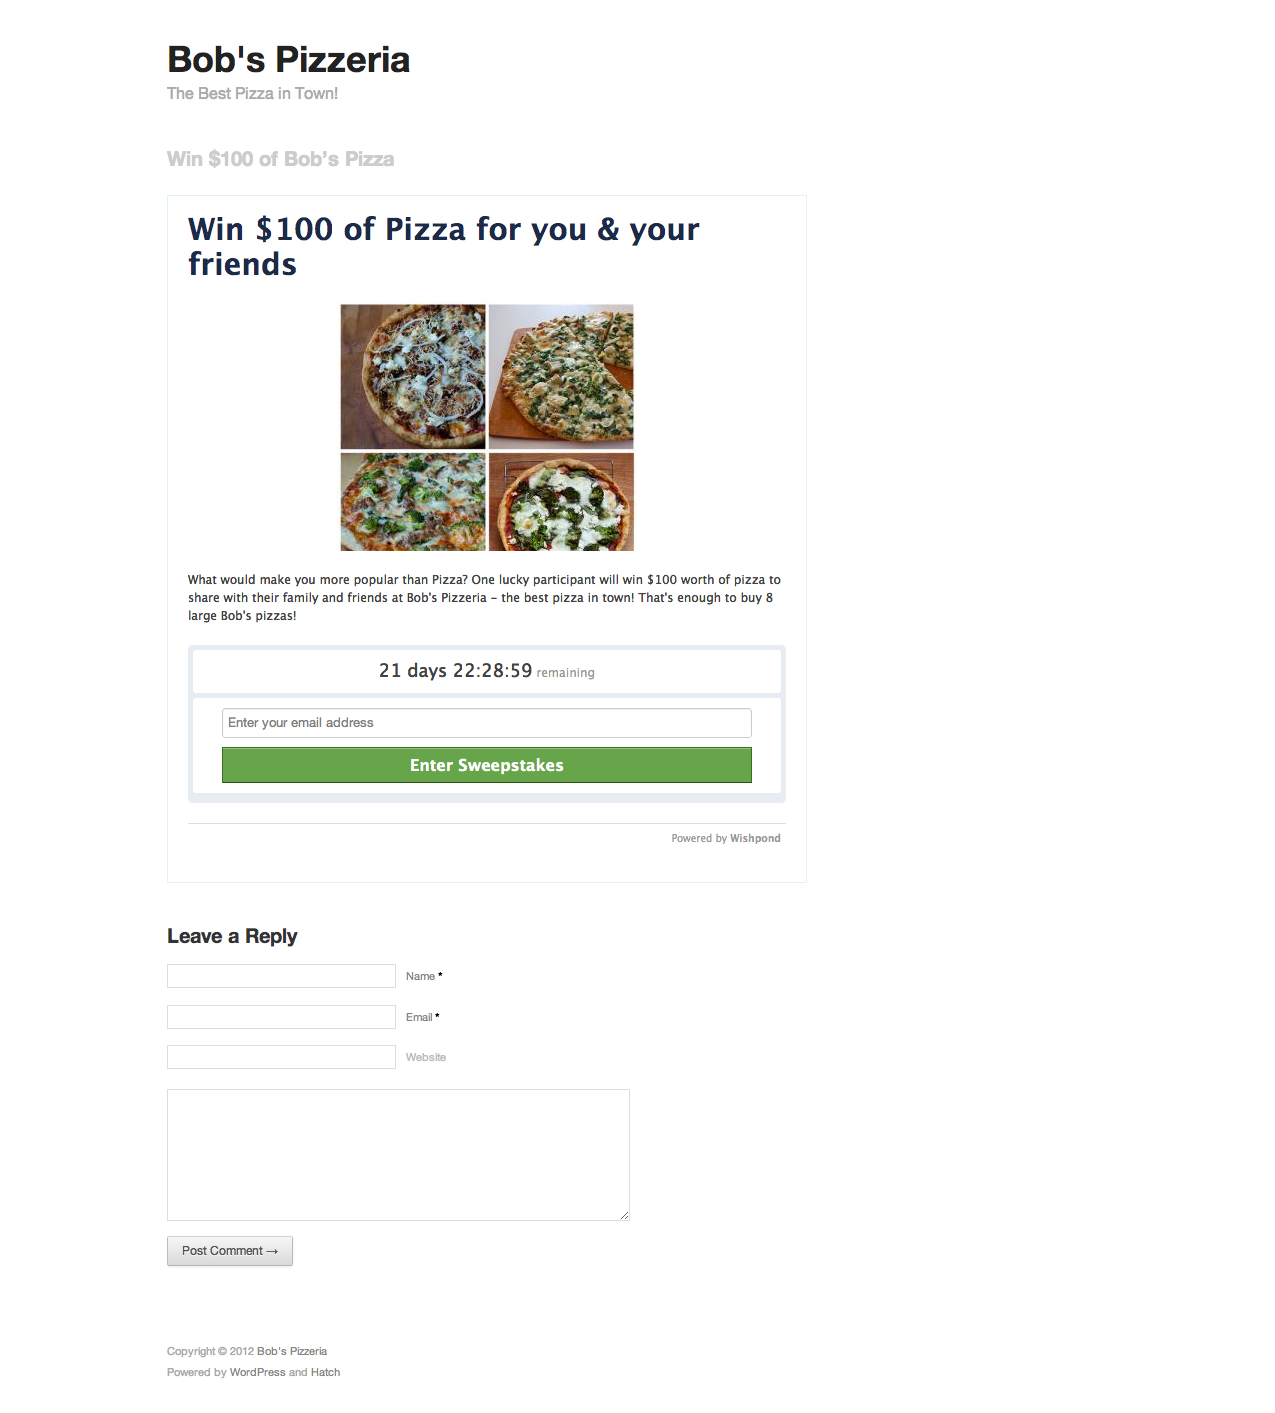 Bob's Pizzeria
The Best Pizza in Town!
Win $100 of Bob’s Pizza
Win $100 of Pizza for you & your
friends
What would make you more popular than Pizza? One lucky participant will win $100 worth of pizza to
share with their family and friends at Bob's Pizzeria – the best pizza in town! That's enough to buy 8
large Bob's pizzas!
21 days 22:28:59 remaining
Enter your email address
Enter Sweepstakes
Powered by Wishpond
Leave a Reply
Name *
Email *
Website
Post Comment →
Copyright © 2012 Bob's Pizzeria
Powered by WordPress and Hatch